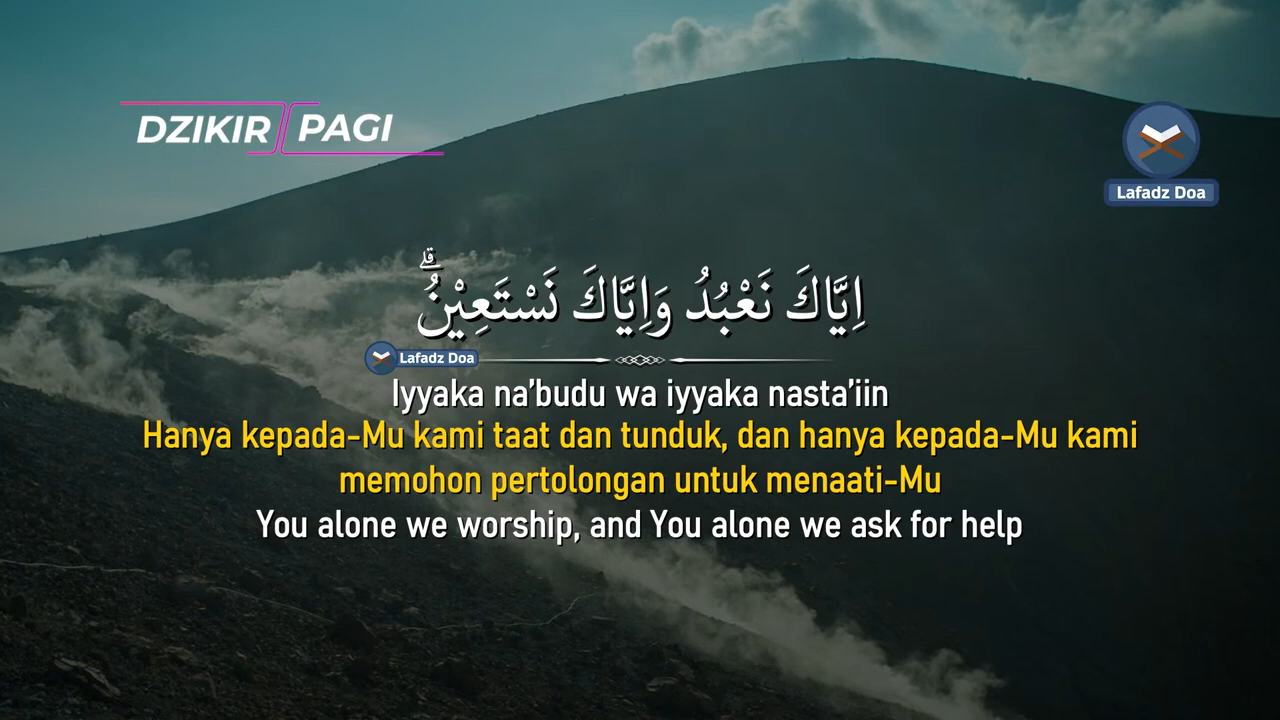 DZIKIR PAGI
Lafadz Doa
اِيَّاكَ نَعْبُدُ وَاِيَّاكَ نَسْتَعِيْنُۗ
Lafadz Doa
Iyyaka na’budu wa iyyaka nasta’iin
Hanya kepada-Mu kami taat dan tunduk, dan hanya kepada-Mu kami
memohon pertolongan untuk menaati-Mu
You alone we worship, and You alone we ask for help